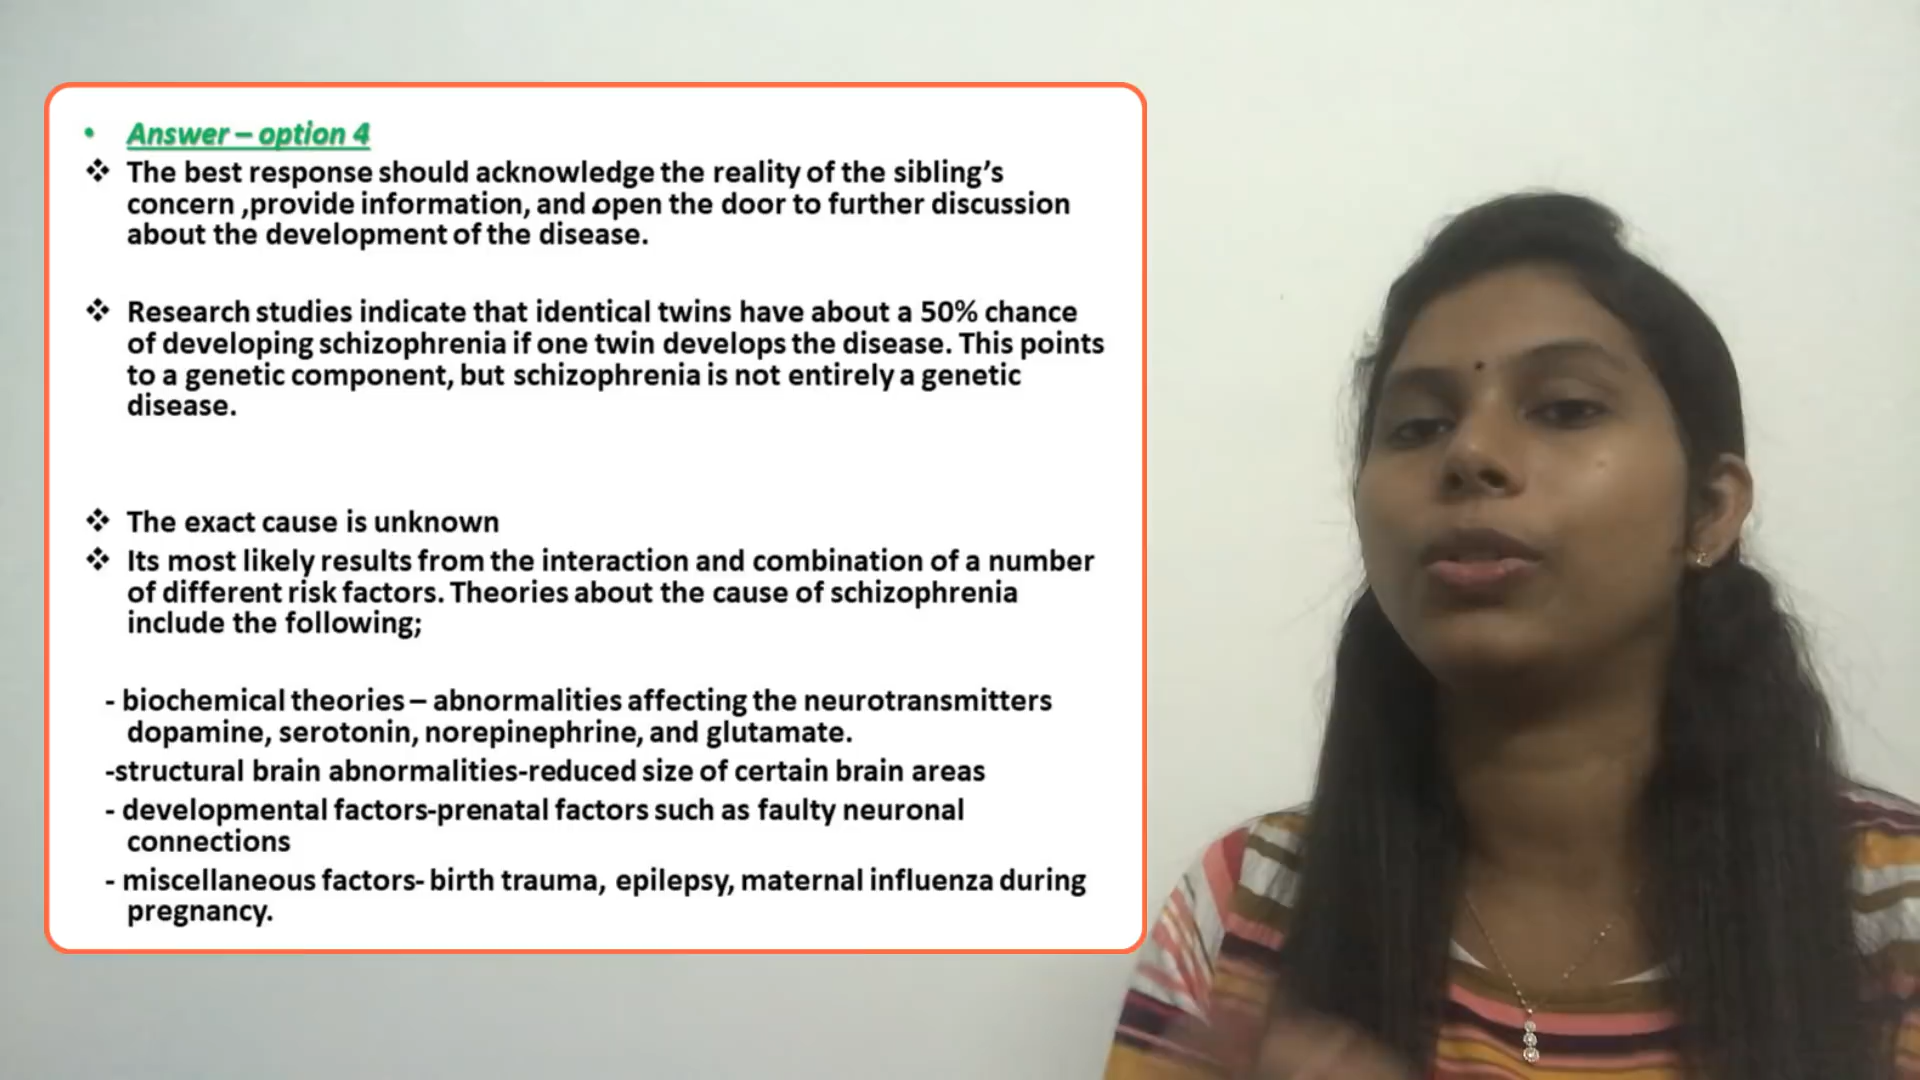 • Answer – option 4
❖ The best response should acknowledge the reality of the sibling's
concern ,provide information, and open the door to further discussion
about the development of the disease.
❖ Research studies indicate that identical twins have about a 50% chance
of developing schizophrenia if one twin develops the disease. This points
to a genetic component, but schizophrenia is not entirely a genetic
disease.
❖ The exact cause is unknown
❖ Its most likely results from the interaction and combination of a number
of different risk factors. Theories about the cause of schizophrenia
include the following;
- biochemical theories – abnormalities affecting the neurotransmitters
dopamine, serotonin, norepinephrine, and glutamate.
-structural brain abnormalities-reduced size of certain brain areas
- developmental factors-prenatal factors such as faulty neuronal
connections
- miscellaneous factors- birth trauma, epilepsy, maternal influenza during
pregnancy.